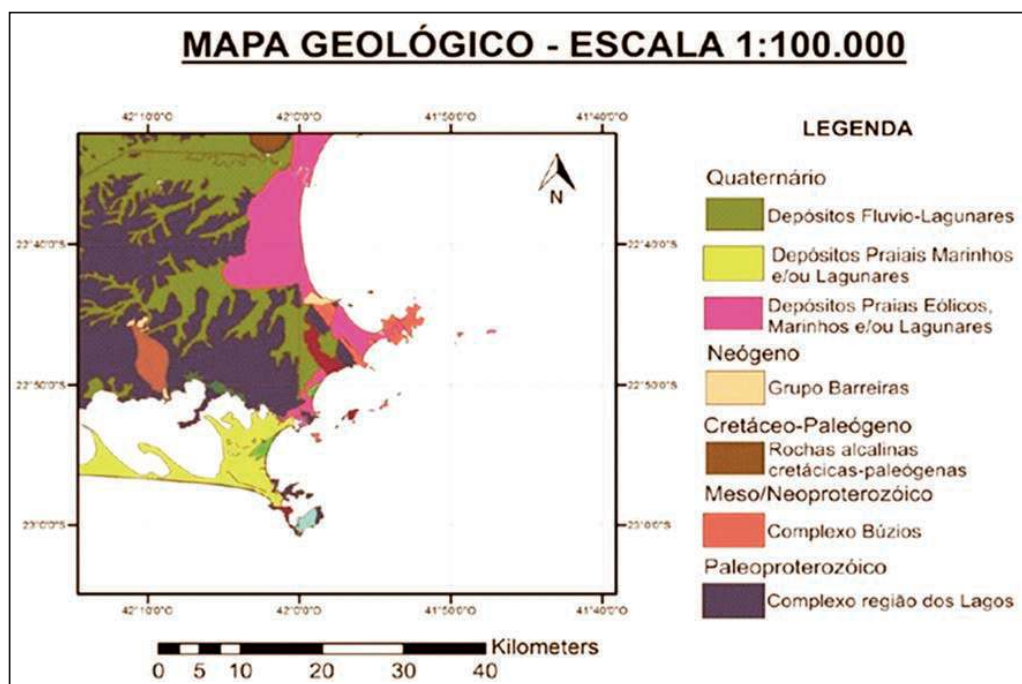 MAPA GEOLÓGICO - ESCALA 1:100.000
42°10'0"O 42°0'0"O 41°50'0"O 41°40'0"O
LEGENDA
Quaternário
Depósitos Fluvio-Lagunares
Depósitos Praiais Marinhos
e/ou Lagunares
Depósitos Praias Eólicos,
Marinhos e/ou Lagunares
Neógeno
Grupo Barreiras
Cretáceo-Paleógeno
Rochas alcalinas
cretácicas-paleógenas
Meso/Neoproterozóico
Complexo Búzios
Paleoproterozóico
Complexo região dos Lagos
N
22°40'0"S 22°40'0"S
22°50'0"S 22°50'0"S
23°0'0"S 23°0'0"S
42°10'0"O 42°0'0"O 41°50'0"O 41°40'0"O
Kilometers
0 5 10 20 30 40